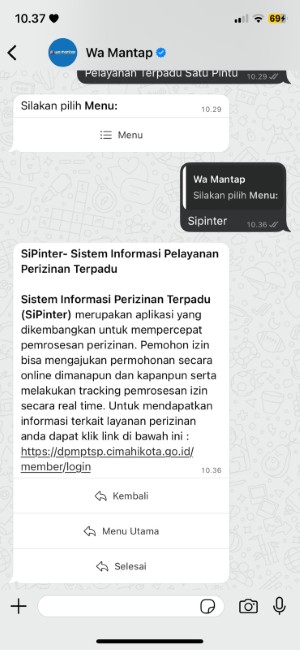 10.37
69
Wa Mantap
Pelayanan Terpadu Satu Pintu
10.29
Silakan pilih Menu:
10.29
Menu
Wa Mantap
Silakan pilih Menu:
Sipinter
10.36
SiPinter- Sistem Informasi Pelayanan
Perizinan Terpadu
Sistem Informasi Perizinan Terpadu
(SiPinter) merupakan aplikasi yang
dikembangkan untuk mempercepat
pemrosesan perizinan. Pemohon izin
bisa mengajukan permohonan secara
online dimanapun dan kapanpun serta
melakukan tracking pemrosesan izin
secara real time. Untuk mendapatkan
informasi terkait layanan perizinan
anda dapat klik link di bawah ini :
https://dpmptsp.cimahikota.go.id/
member/login
10.36
Kembali
Menu Utama
Selesai